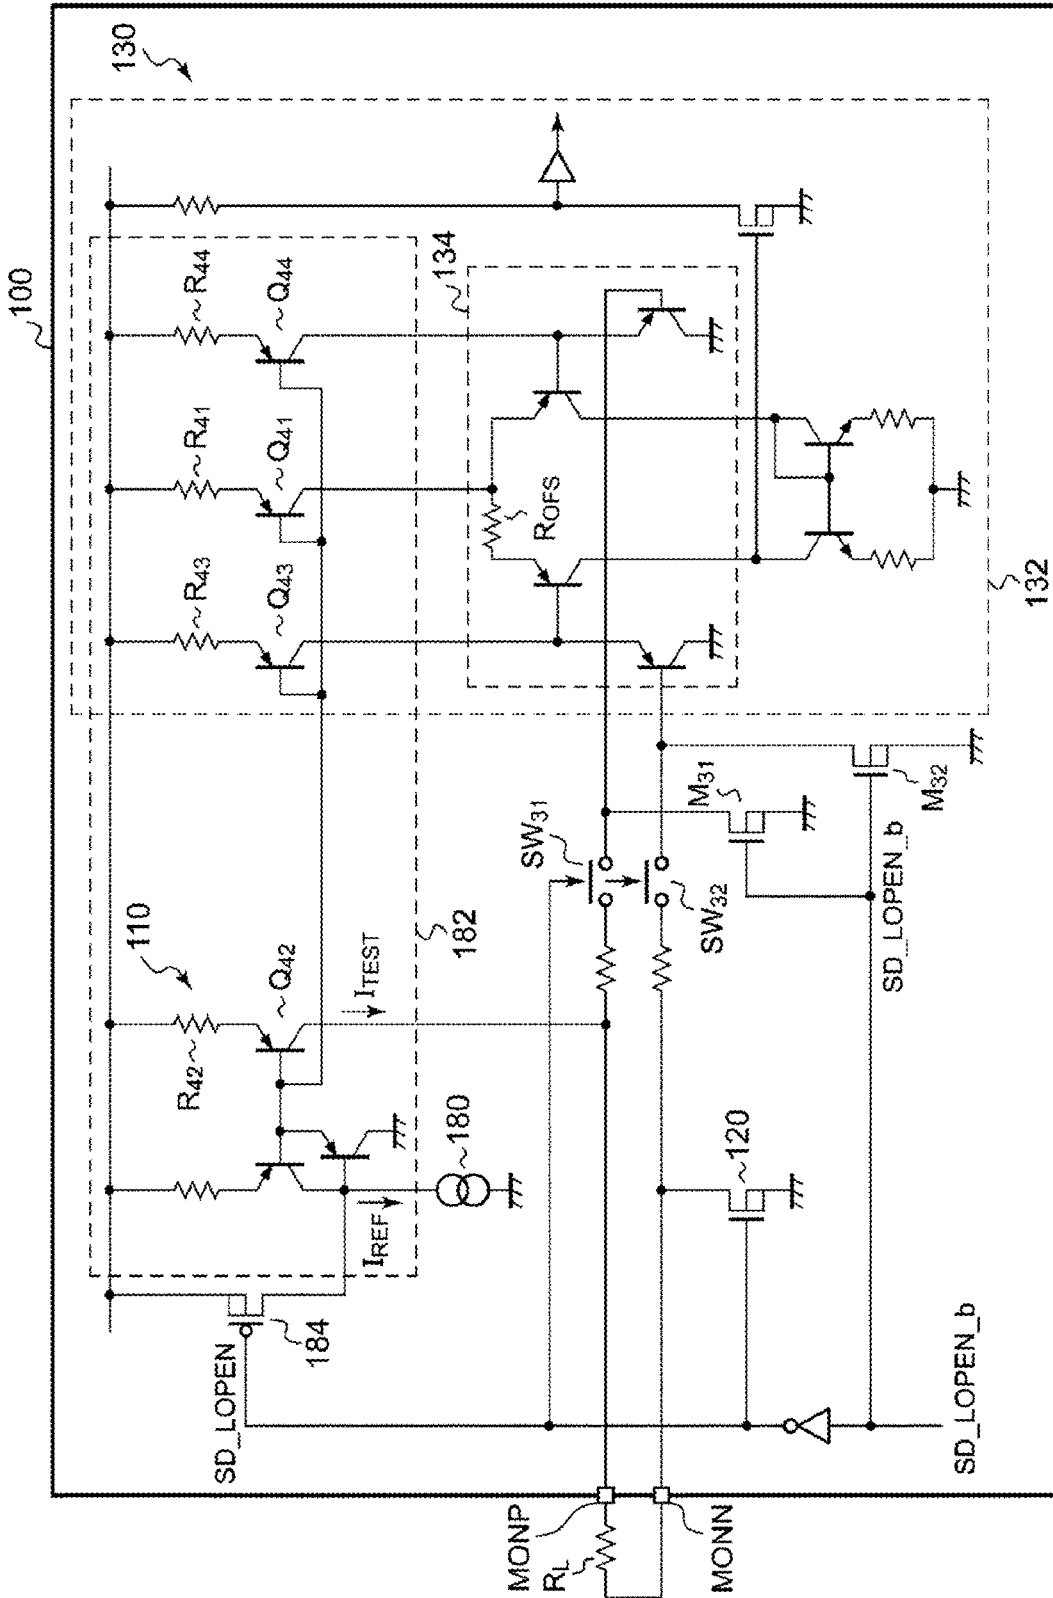 100
130
R44
Q44
134
R41
Q41
ROFS
R43
Q43
132
110
R42
Q42
ITEST
182
SW31
SW32
M31
M32
SD_LOPEN_b
180
IREF
120
184
SD_LOPEN
SD_LOPEN_b
MONP
RL
MONN